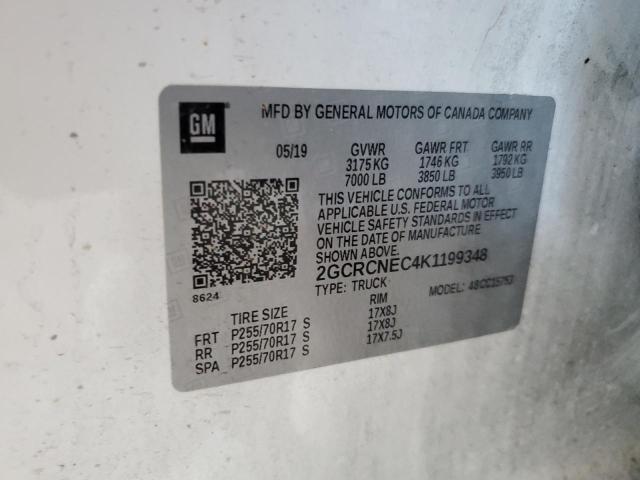 GM
MFD BY GENERAL MOTORS OF CANADA COMPANY
05/19 GVWR GAWR FRT GAWR RR
3175 KG 1746 KG 1792 KG
7000 LB 3850 LB 3950 LB
THIS VEHICLE CONFORMS TO ALL
APPLICABLE U.S. FEDERAL MOTOR
VEHICLE SAFETY STANDARDS IN EFFECT
ON THE DATE OF MANUFACTURE
SHOWN ABOVE.
2GCRCNEC4K1199348
TYPE: TRUCK MODEL:
8624
TIRE SIZE RIM
FRT P255/70R17 S 17X8J
RR P255/70R17 S 17X8J
SPA P255/70R17 S 17X7.5J